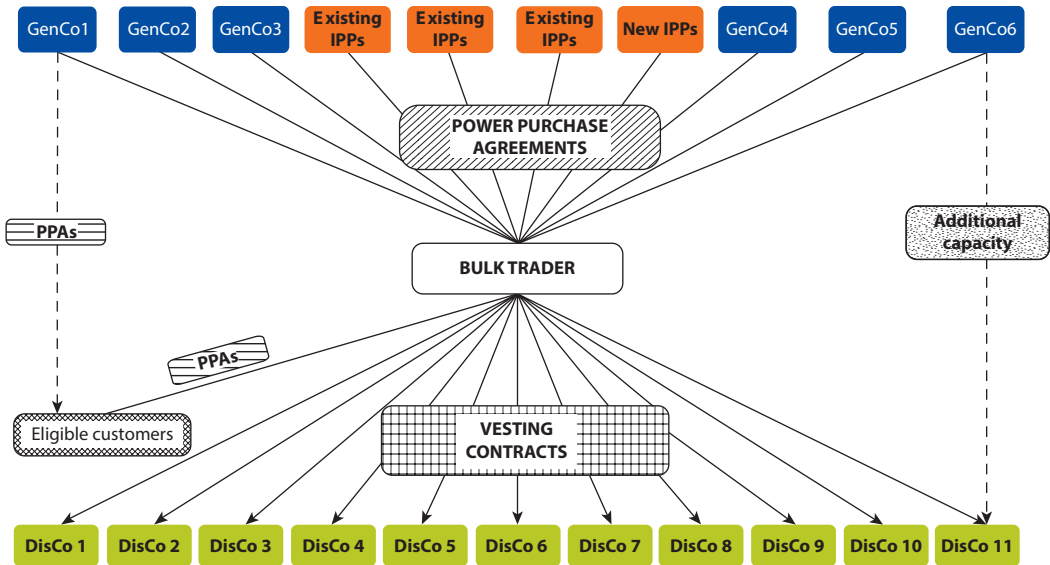 GenCo1
GenCo2
GenCo3
Existing
IPPs
Existing
IPPs
Existing
IPPs
New IPPs
GenCo4
GenCo5
GenCo6
POWER PURCHASE
AGREEMENTS
PPAs
Additional
capacity
BULK TRADER
PPAs
Eligible customers
VESTING
CONTRACTS
DisCo 1
DisCo 2
DisCo 3
DisCo 4
DisCo 5
DisCo 6
DisCo 7
DisCo 8
DisCo 9
DisCo 10
DisCo 11